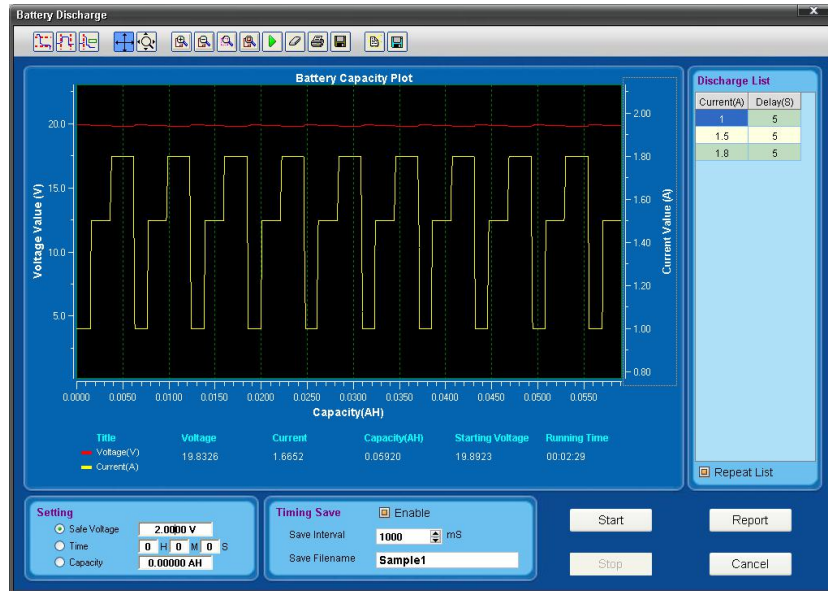 Battery Discharge
x
Battery Capacity Plot
20.0
15.0
10.0
5.0
Voltage Value (V)
2.00
1.80
1.60
1.40
1.20
1.00
0.80
Current Value (A)
0.0000 0.0050 0.0100 0.0150 0.0200 0.0250 0.0300 0.0350 0.0400 0.0450 0.0500 0.0550
Capacity(AH)
Title Voltage Current Capacity(AH) Starting Voltage Running Time
Voltage(V) 19.8326 1.6652 0.05920 19.8923 00:02:29
Current(A)
Discharge List
Current(A) Delay(S)
1 5
1.5 5
1.8 5
Repeat List
Setting
Safe Voltage 2.0000 V
Time 0 H 0 M 0 S
Capacity 0.00000 AH
Timing Save Enable
Save Interval 1000 mS
Save Filename Sample1
Start Report
Stop Cancel